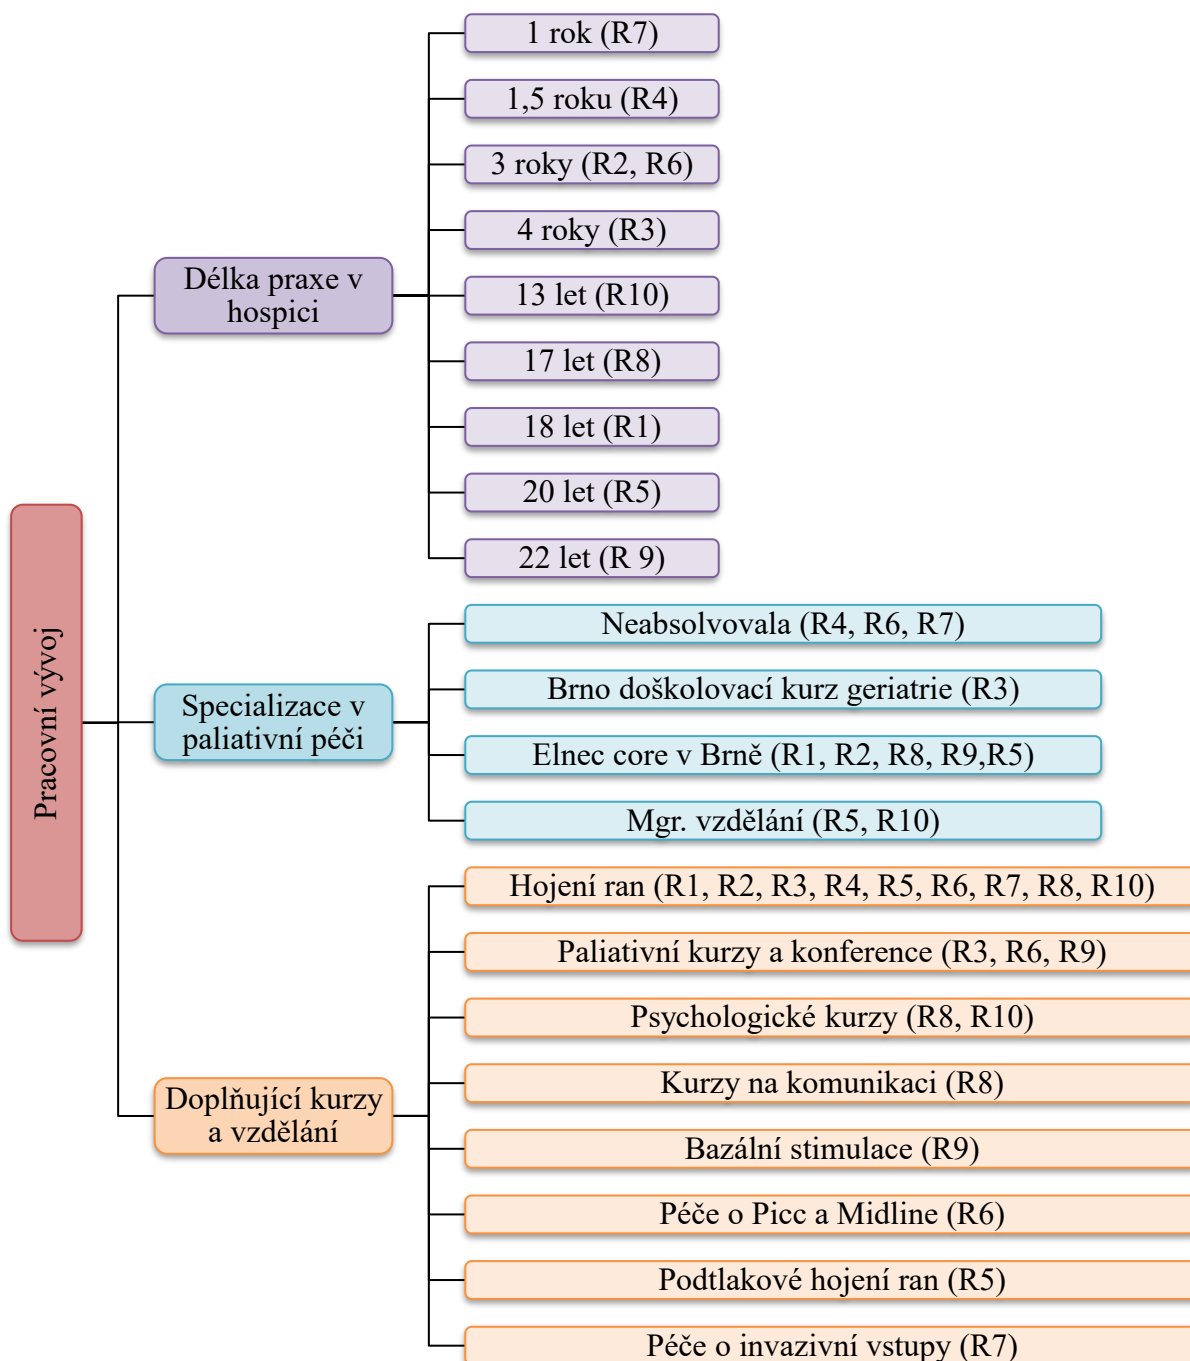 Pracovní vývoj
Délka praxe v
hospici
1 rok (R7)
1,5 roku (R4)
3 roky (R2, R6)
4 roky (R3)
13 let (R10)
17 let (R8)
18 let (R1)
20 let (R5)
22 let (R 9)
Specializace v
paliativní péči
Neabsolvovala (R4, R6, R7)
Brno doškolovací kurz geriatrie (R3)
Elnec core v Brně (R1, R2, R8, R9,R5)
Mgr. vzdělání (R5, R10)
Doplňující kurzy
a vzdělání
Hojení ran (R1, R2, R3, R4, R5, R6, R7, R8, R10)
Paliativní kurzy a konference (R3, R6, R9)
Psychologické kurzy (R8, R10)
Kurzy na komunikaci (R8)
Bazální stimulace (R9)
Péče o Picc a Midline (R6)
Podtlakové hojení ran (R5)
Péče o invazivní vstupy (R7)